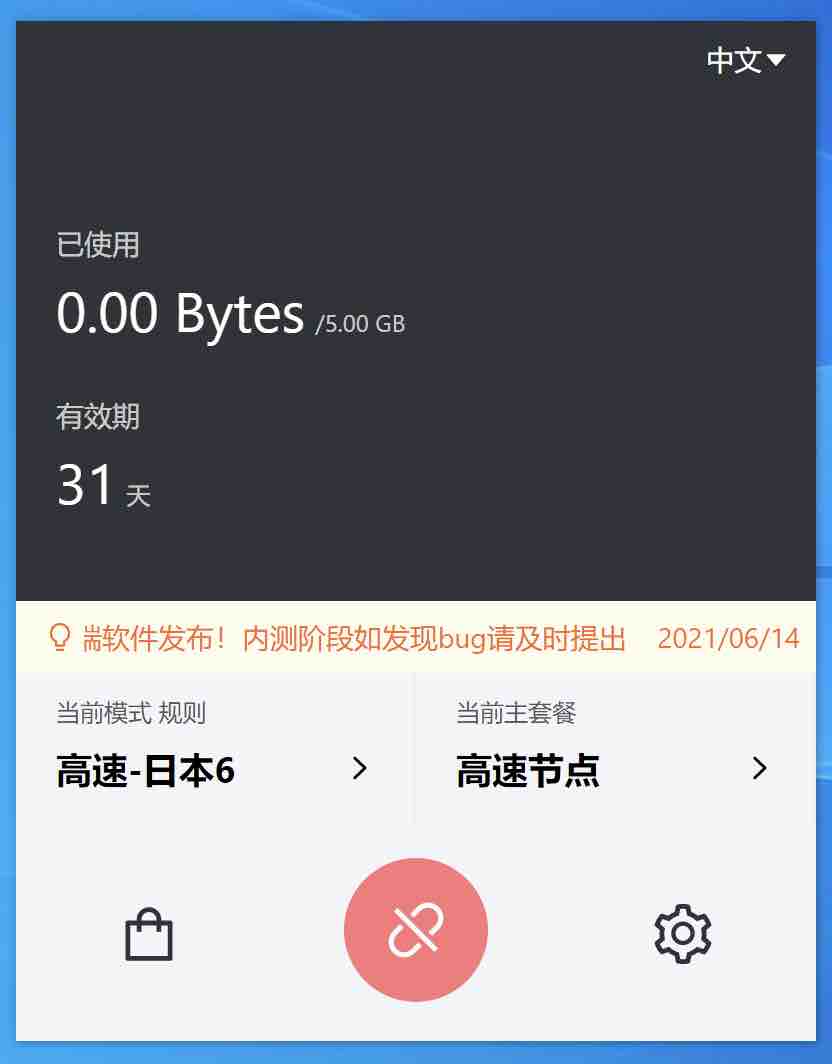 中文
已使用
0.00 Bytes /5.00 GB
有效期
31 天
软件发布！内测阶段如发现bug请及时提出 2021/06/14
当前模式 规则
高速-日本6
当前主套餐
高速节点